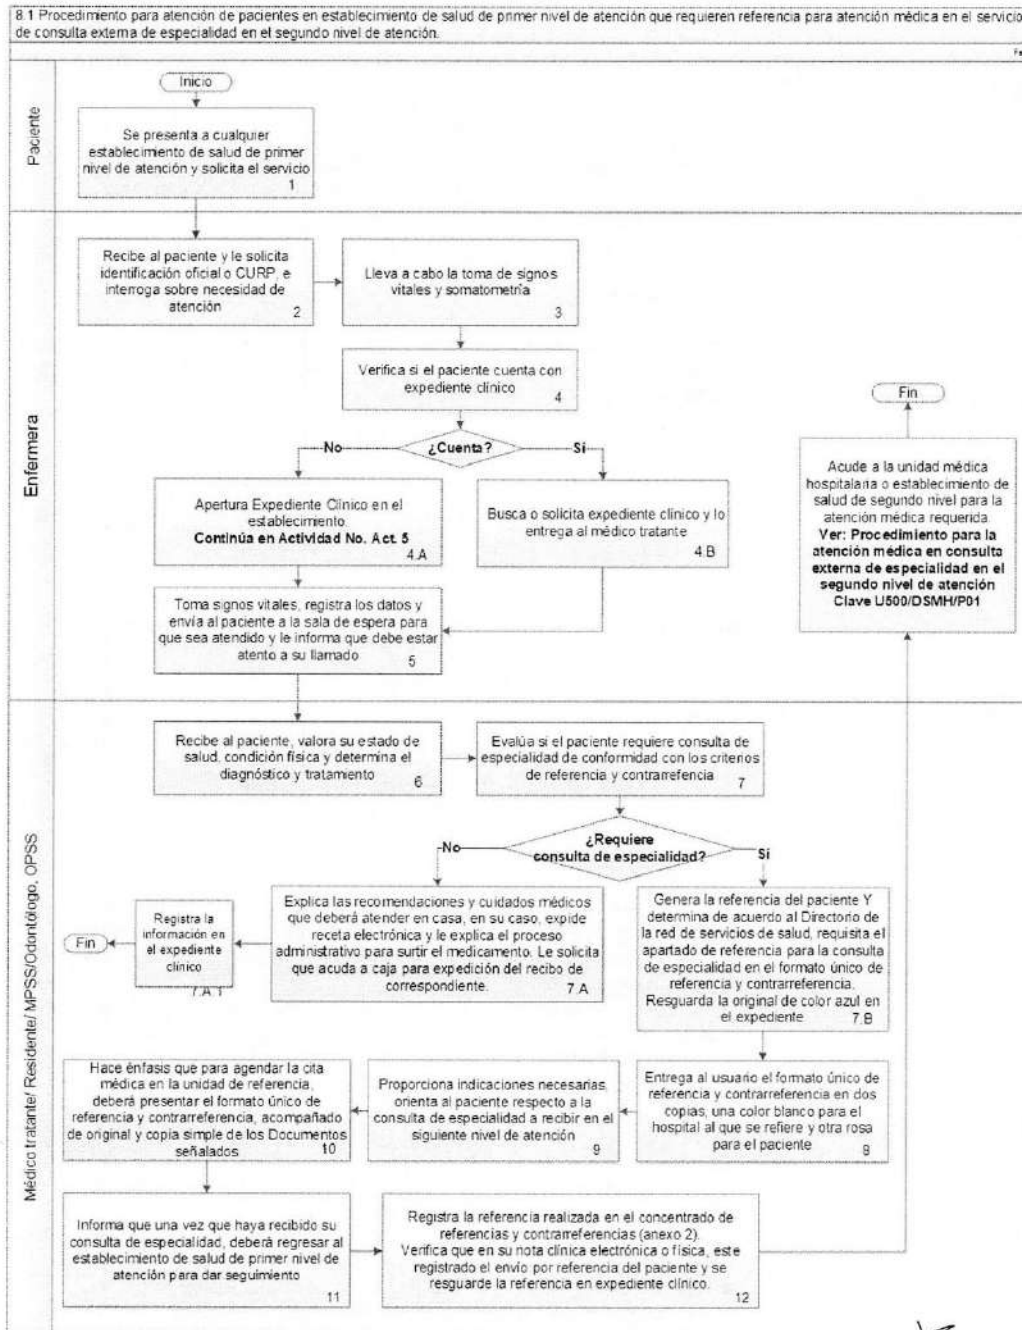 8.1 Procedimiento para atención de pacientes en establecimiento de salud de primer nivel de atención que requieren referencia para atención médica en el servicio
de consulta externa de especialidad en el segundo nivel de atención.
Paciente
Inicio
Se presenta a cualquier
establecimiento de salud de primer
nivel de atención y solicita el servicio
1
Enfermera
Recibe al paciente y le solicita
identificación oficial o CURP, e
interroga sobre necesidad de
atención
2
Lleva a cabo la toma de signos
vitales y somatometría
3
Verifica si el paciente cuenta con
expediente clínico
4
¿Cuenta?
No
Sí
Apertura Expediente Clínico en el
establecimiento.
Continúa en Actividad No. Act. 5
4.A
Busca o solicita expediente clínico y lo
entrega al médico tratante
4.B
Toma signos vitales, registra los datos y
envía al paciente a la sala de espera para
que sea atendido y le informa que debe estar
atento a su llamado
5
Fin
Acude a la unidad médica
hospitalaria o establecimiento de
salud de segundo nivel para la
atención médica requerida.
Ver: Procedimiento para la
atención médica en consulta
externa de especialidad en el
segundo nivel de atención
Clave U500/DSMH/P01
Médico tratante/ Residente/ MPSS/Odontólogo, OPSS
Recibe al paciente, valora su estado de
salud, condición física y determina el
diagnóstico y tratamiento
6
Evalúa si el paciente requiere consulta de
especialidad de conformidad con los criterios
de referencia y contrarrefencia
7
¿Requiere
consulta de especialidad?
No
Sí
Explica las recomendaciones y cuidados médicos
que deberá atender en casa, en su caso, expide
receta electrónica y le explica el proceso
administrativo para surtir el medicamento. Le solicita
que acuda a caja para expedición del recibo de
correspondiente.
7.A
Registra la
información en
el expediente
clínico
7.A.1
Fin
Genera la referencia del paciente Y
determina de acuerdo al Directorio de
la red de servicios de salud, requisita el
apartado de referencia para la consulta
de especialidad en el formato único de
referencia y contrarreferencia.
Resguarda la original de color azul en
el expediente
7.B
Entrega al usuario el formato único de
referencia y contrarreferencia en dos
copias, una color blanco para el
hospital al que se refiere y otra rosa
para el paciente
8
Proporciona indicaciones necesarias,
orienta al paciente respecto a la
consulta de especialidad a recibir en el
siguiente nivel de atención
9
Hace énfasis que para agendar la cita
médica en la unidad de referencia,
deberá presentar el formato único de
referencia y contrarreferencia, acompañado
de original y copia simple de los Documentos
señalados
10
Informa que una vez que haya recibido su
consulta de especialidad, deberá regresar al
establecimiento de salud de primer nivel de
atención para dar seguimiento
11
Registra la referencia realizada en el concentrado de
referencias y contrarreferencias (anexo 2).
Verifica que en su nota clínica electrónica o física, este
registrado el envío por referencia del paciente y se
resguarde la referencia en expediente clínico.
12